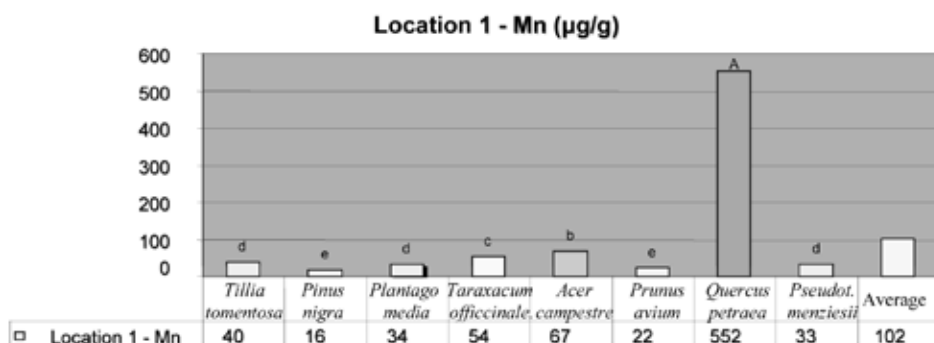 Location 1 - Mn (µg/g)
600
500
400
300
200
100
0
d
e
d
c
b
e
A
d
Tillia tomentosa
Pinus nigra
Plantago media
Taraxacum officcinale.
Acer campestre
Prunus avium
Quercus petraea
Pseudot. menziesii
Average
Location 1 - Mn 40 16 34 54 67 22 552 33 102